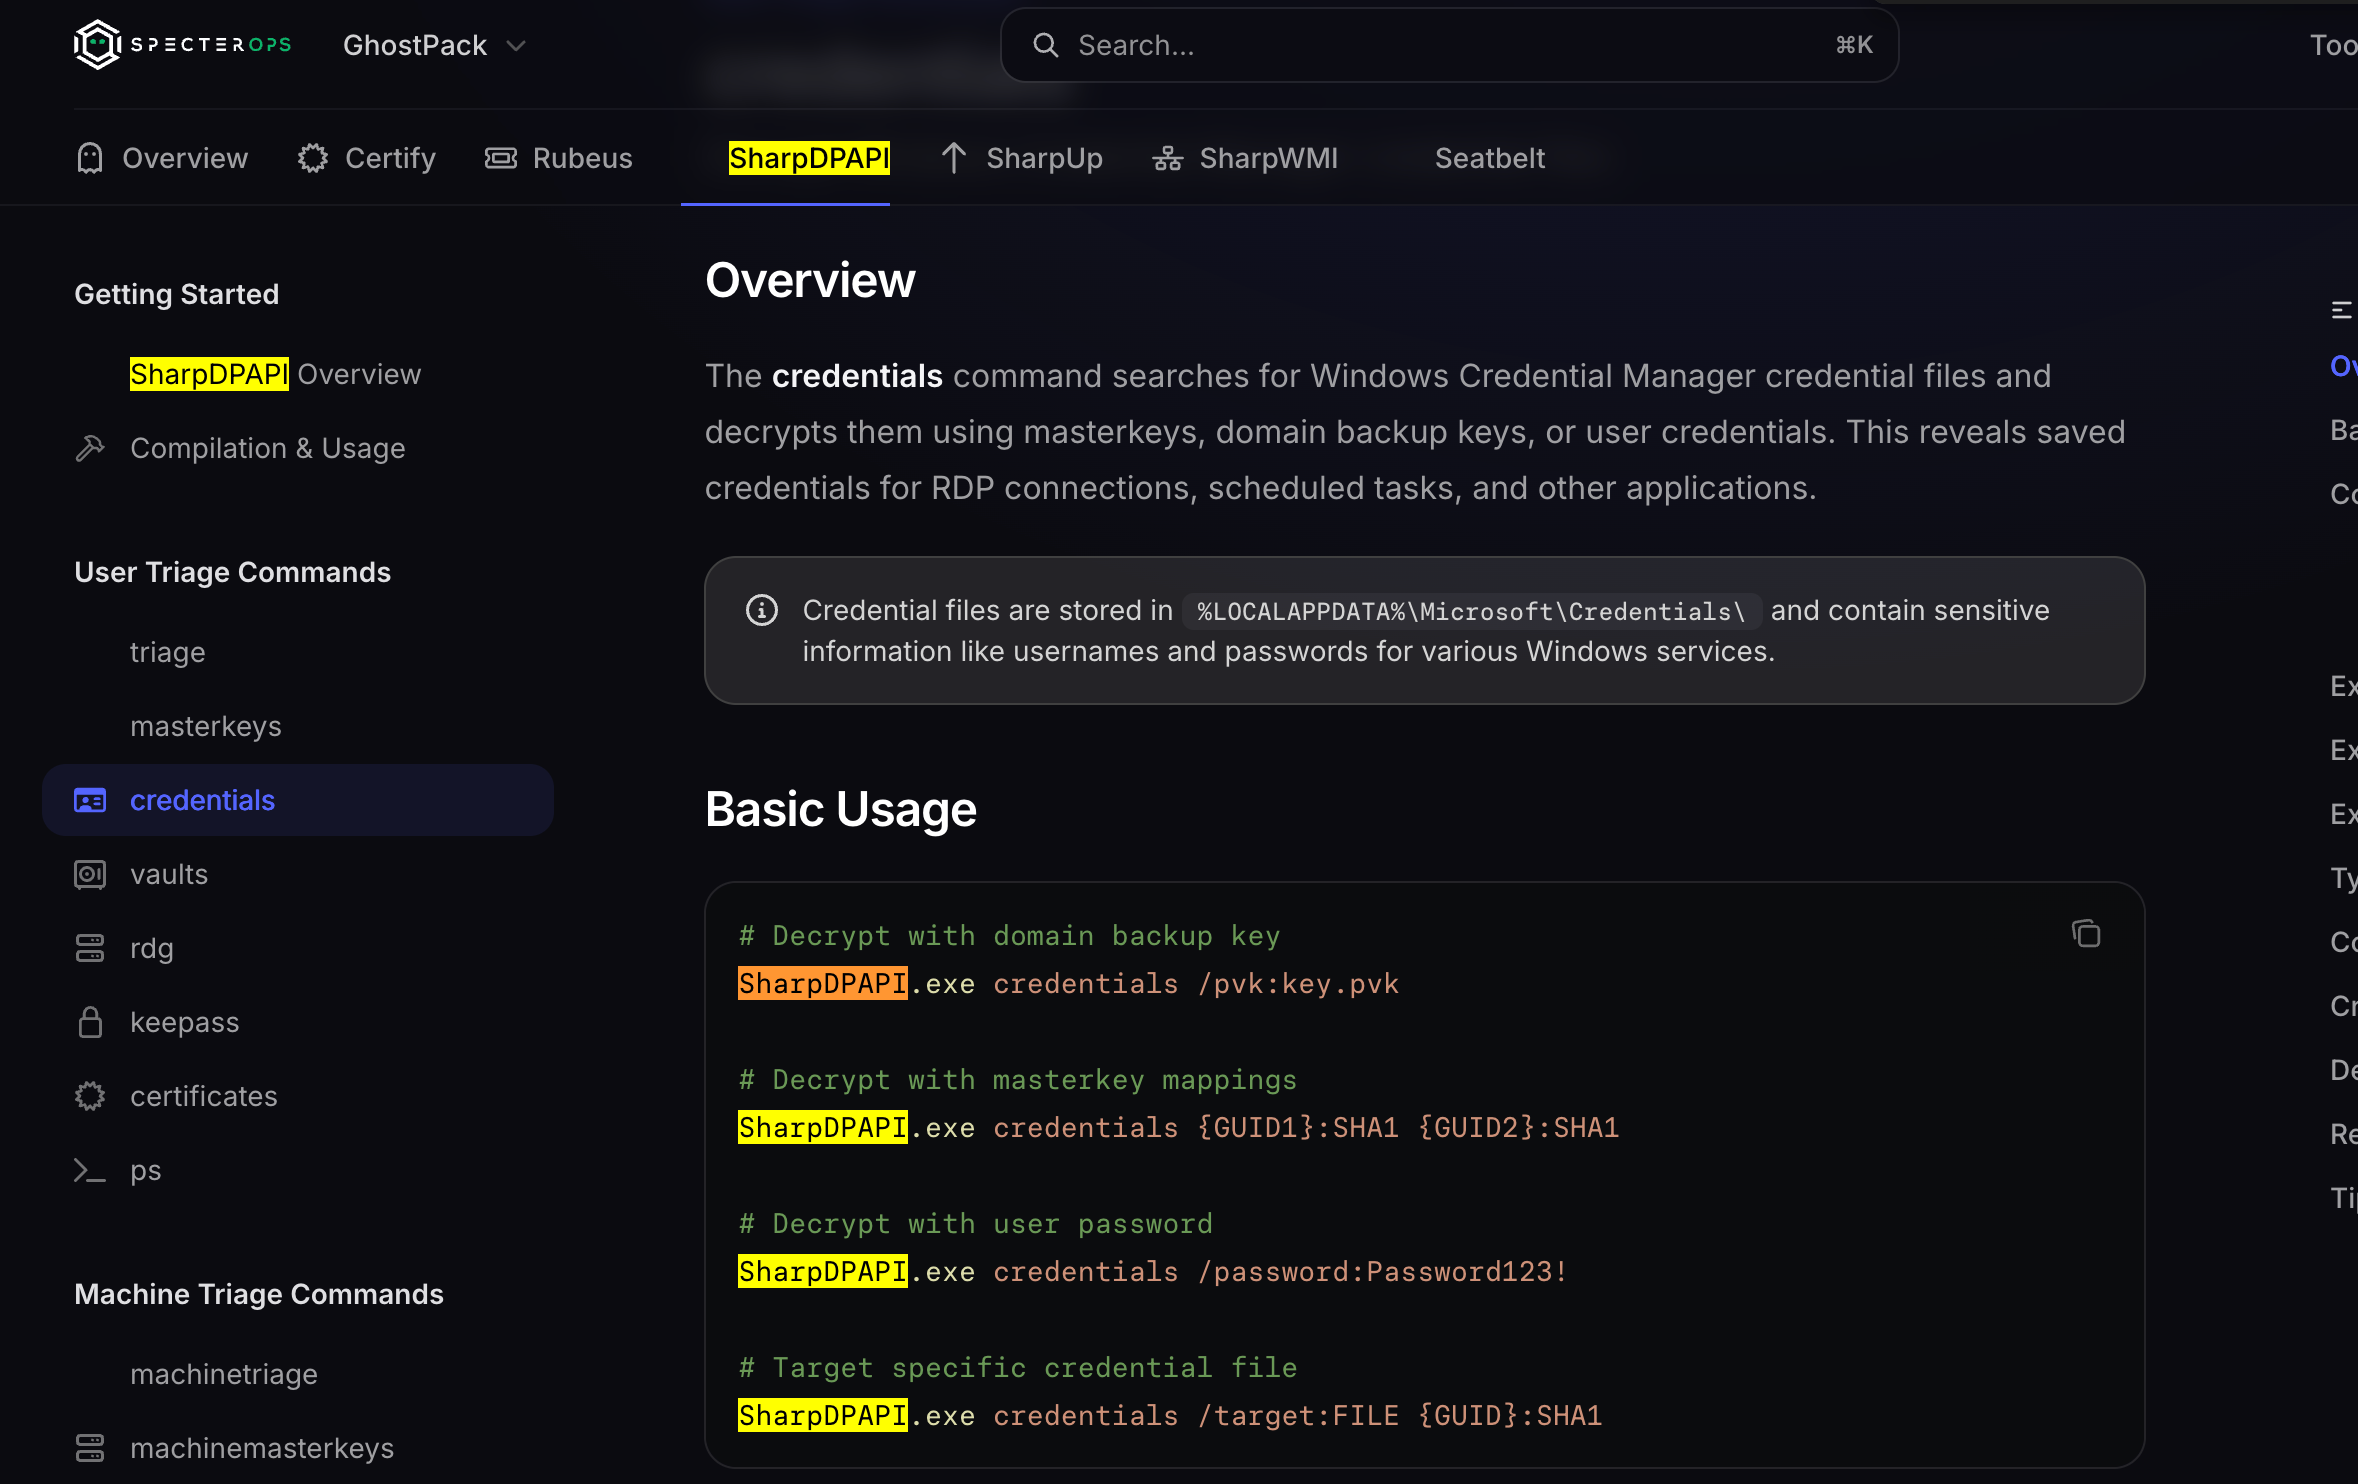 SPECTEROPS
GhostPack
Search...
⌘K
Overview
Certify
Rubeus
SharpDPAPI
SharpUp
SharpWMI
Seatbelt
Getting Started
SharpDPAPI Overview
Compilation & Usage
User Triage Commands
triage
masterkeys
credentials
vaults
rdg
keepass
certificates
ps
Machine Triage Commands
machinetriage
machinemasterkeys
Overview
The credentials command searches for Windows Credential Manager credential files and
decrypts them using masterkeys, domain backup keys, or user credentials. This reveals saved
credentials for RDP connections, scheduled tasks, and other applications.
Credential files are stored in %LOCALAPPDATA%\Microsoft\Credentials\ and contain sensitive
information like usernames and passwords for various Windows services.
Basic Usage
# Decrypt with domain backup key
SharpDPAPI.exe credentials /pvk:key.pvk
# Decrypt with masterkey mappings
SharpDPAPI.exe credentials {GUID1}:SHA1 {GUID2}:SHA1
# Decrypt with user password
SharpDPAPI.exe credentials /password:Password123!
# Target specific credential file
SharpDPAPI.exe credentials /target:FILE {GUID}:SHA1